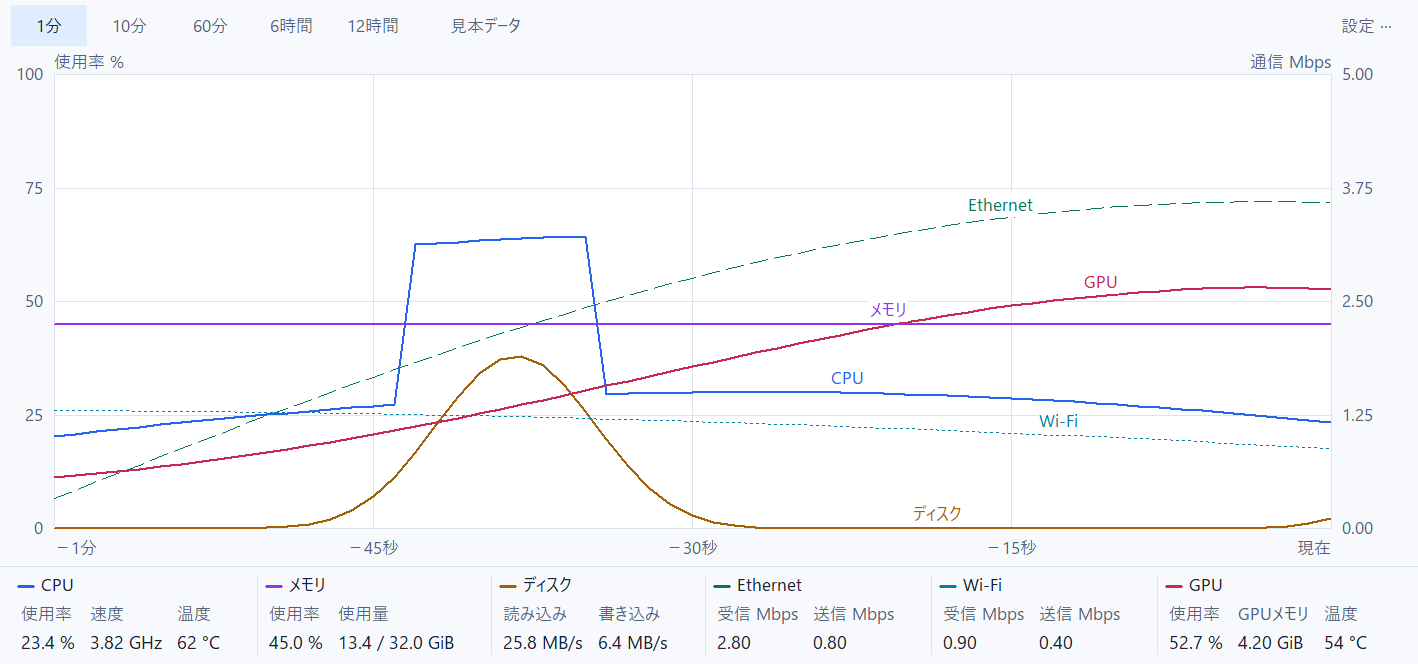 1分 10分 60分 6時間 12時間 見本データ 設定 …
使用率 % 通信 Mbps
100 5.00
75 3.75
Ethernet
GPU
50 2.50
メモリ
CPU
25 1.25
Wi-Fi
ディスク
0 0.00
－1分 －45秒 －30秒 －15秒 現在
CPU メモリ ディスク Ethernet Wi-Fi GPU
使用率 速度 温度 使用率 使用量 読み込み 書き込み 受信 Mbps 送信 Mbps 受信 Mbps 送信 Mbps 使用率 GPUメモリ 温度
23.4 % 3.82 GHz 62 °C 45.0 % 13.4 / 32.0 GiB 25.8 MB/s 6.4 MB/s 2.80 0.80 0.90 0.40 52.7 % 4.20 GiB 54 °C